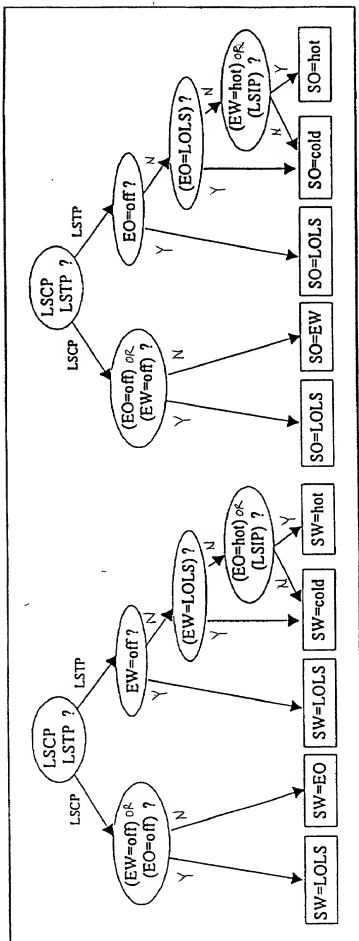 LSCP
LSTP ?
LSCP
LSTP
(EW=off) OR
(EO=off) ?
Y
N
EW=off ?
Y
N
(EW=LOLS) ?
Y
N
(EO=hot) OR
(LSIP) ?
N
Y
SW=LOLS
SW=EO
SW=LOLS
SW=cold
SW=hot
LSCP
LSTP ?
LSCP
LSTP
(EO=off) OR
(EW=off) ?
Y
N
EO=off ?
Y
N
(EO=LOLS) ?
Y
N
(EW=hot) OR
(LSIP) ?
N
Y
SO=LOLS
SO=EW
SO=LOLS
SO=cold
SO=hot